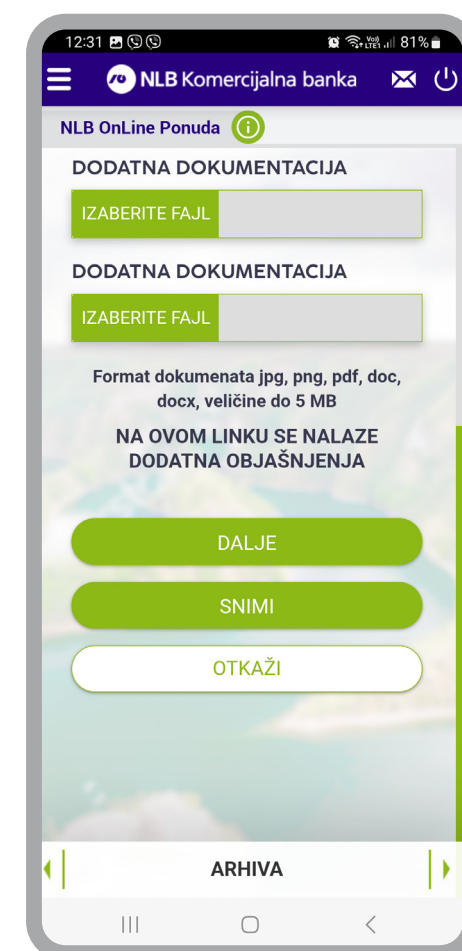 12:31
Vo)) LTE1 81%
NLB Komercijalna banka
NLB OnLine Ponuda
DODATNA DOKUMENTACIJA
IZABERITE FAJL
DODATNA DOKUMENTACIJA
IZABERITE FAJL
Format dokumenata jpg, png, pdf, doc,
docx, veličine do 5 MB
NA OVOM LINKU SE NALAZE
DODATNA OBJAŠNJENJA
DALJE
SNIMI
OTKAŽI
ARHIVA